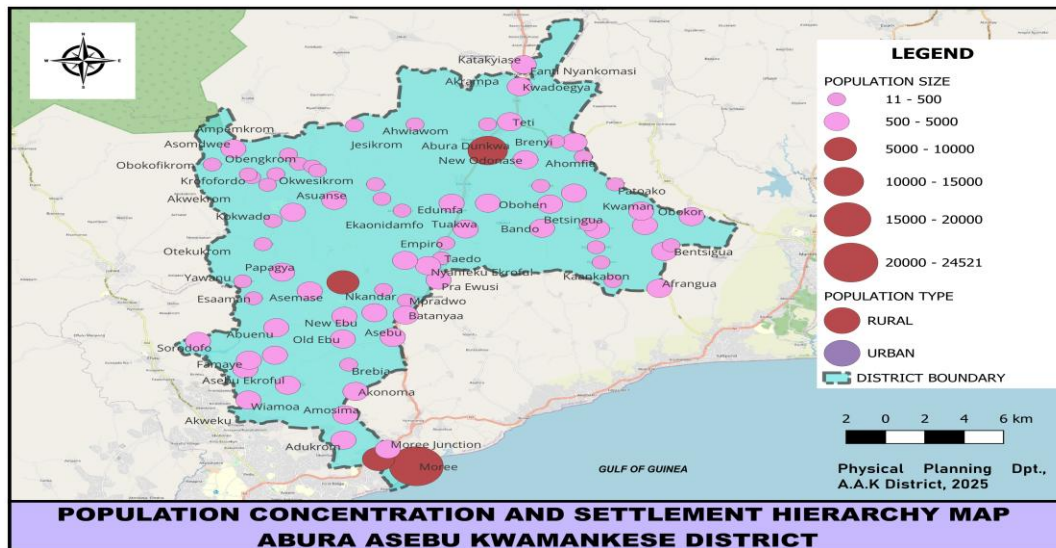 Katakyiase
Fanti Nyankomasi
Akrampa
Kwadoegya
Ampemkrom
Ahwiawom
Teti
Asomdwee
Jesikrom
Abura Dunkwa
Brenyi
Obokofikrom
Obengkrom
New Odonase
Ahomfie
Krofofordo
Okwesikrom
Patoako
Akwekrom
Asuanse
Edumfa
Obohen
Kwaman
Obokor
Kokwado
Ekaonidamfo
Tuakwa
Bando
Betsingua
Otekukrom
Empiro
Taedo
Bentsigua
Yawanu
Papagya
Nyamieku Ekroful
Kaankabon
Esaaman
Asemase
Nkandar
Pra Ewusi
Afrangua
Mpradwo
New Ebu
Batanyaa
Sorodofo
Abuenu
Old Ebu
Asebu
Famaye
Brebia
Asebu Ekroful
Akonoma
Wiamoa
Akweku
Amosima
Adukrom
Moree Junction
Moree
GULF OF GUINEA
LEGEND
POPULATION SIZE
11 - 500
500 - 5000
5000 - 10000
10000 - 15000
15000 - 20000
20000 - 24521
POPULATION TYPE
RURAL
URBAN
DISTRICT BOUNDARY
2 0 2 4 6 km
Physical Planning Dpt.,
A.A.K District, 2025
POPULATION CONCENTRATION AND SETTLEMENT HIERARCHY MAP
ABURA ASEBU KWAMANKESE DISTRICT